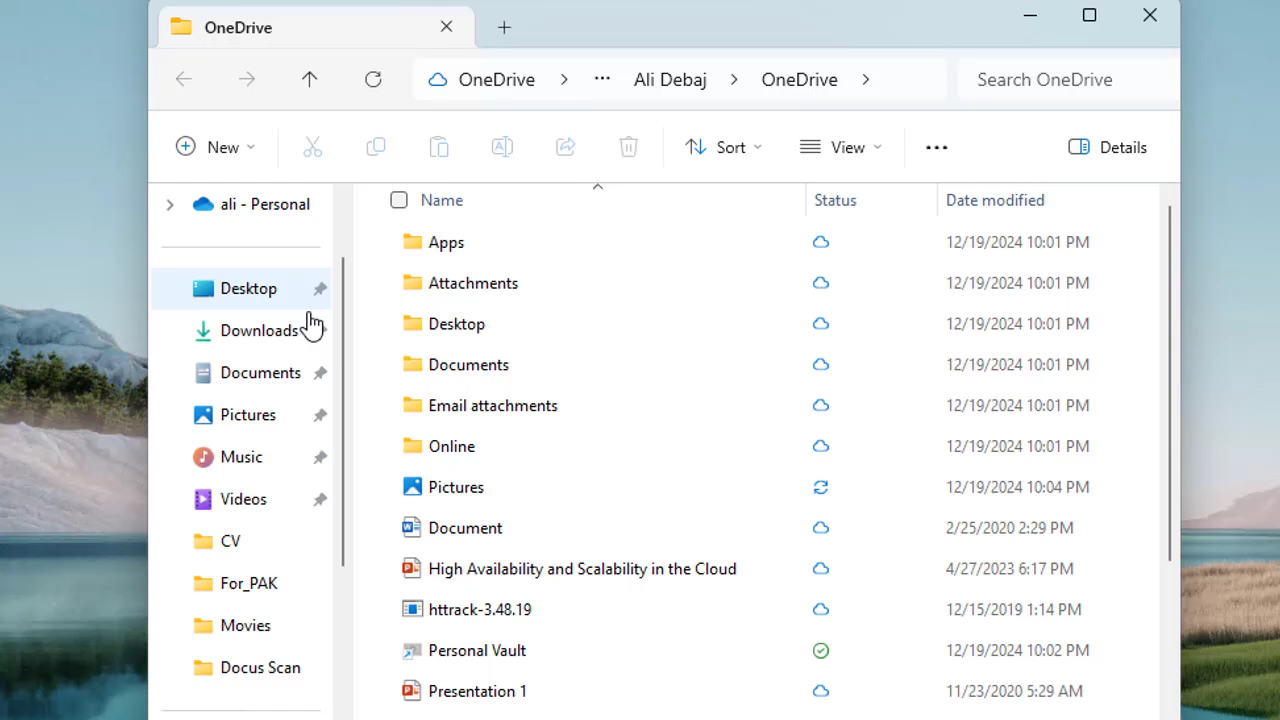 OneDrive
OneDrive Ali Debaj OneDrive Search OneDrive
New Sort View Details
ali - Personal
Desktop
Downloads
Documents
Pictures
Music
Videos
CV
For_PAK
Movies
Docus Scan
Name Status Date modified
Apps 12/19/2024 10:01 PM
Attachments 12/19/2024 10:01 PM
Desktop 12/19/2024 10:01 PM
Documents 12/19/2024 10:01 PM
Email attachments 12/19/2024 10:01 PM
Online 12/19/2024 10:01 PM
Pictures 12/19/2024 10:04 PM
Document 2/25/2020 2:29 PM
High Availability and Scalability in the Cloud 4/27/2023 6:17 PM
httrack-3.48.19 12/15/2019 1:14 PM
Personal Vault 12/19/2024 10:02 PM
Presentation 1 11/23/2020 5:29 AM